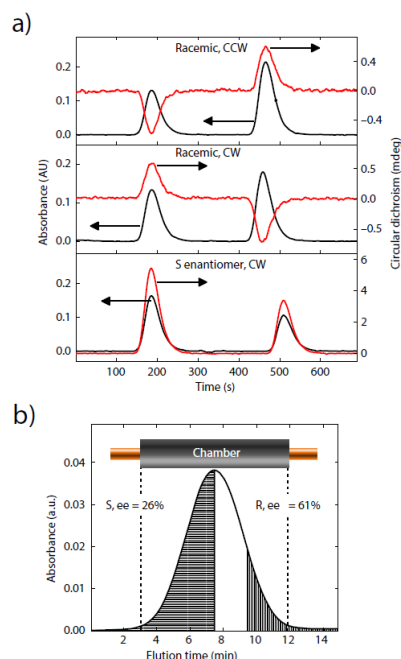 a)
Racemic, CCW
0.2
0.1
0.0
0.4
0.0
−0.4
Racemic, CW
0.2
0.1
0.0
0.5
0.0
−0.5
Absorbance (AU)
Circular dichroism (mdeg)
S enantiomer, CW
0.2
0.1
0.0
6
4
2
0
0 200 400 600
Time (s)
b)
Chamber
S, ee = 26%
R, ee = 61%
Absorbance (a.u.)
0.04
0.03
0.02
0.01
0.00
2 4 6 8 10 12 14
Elution time (min)